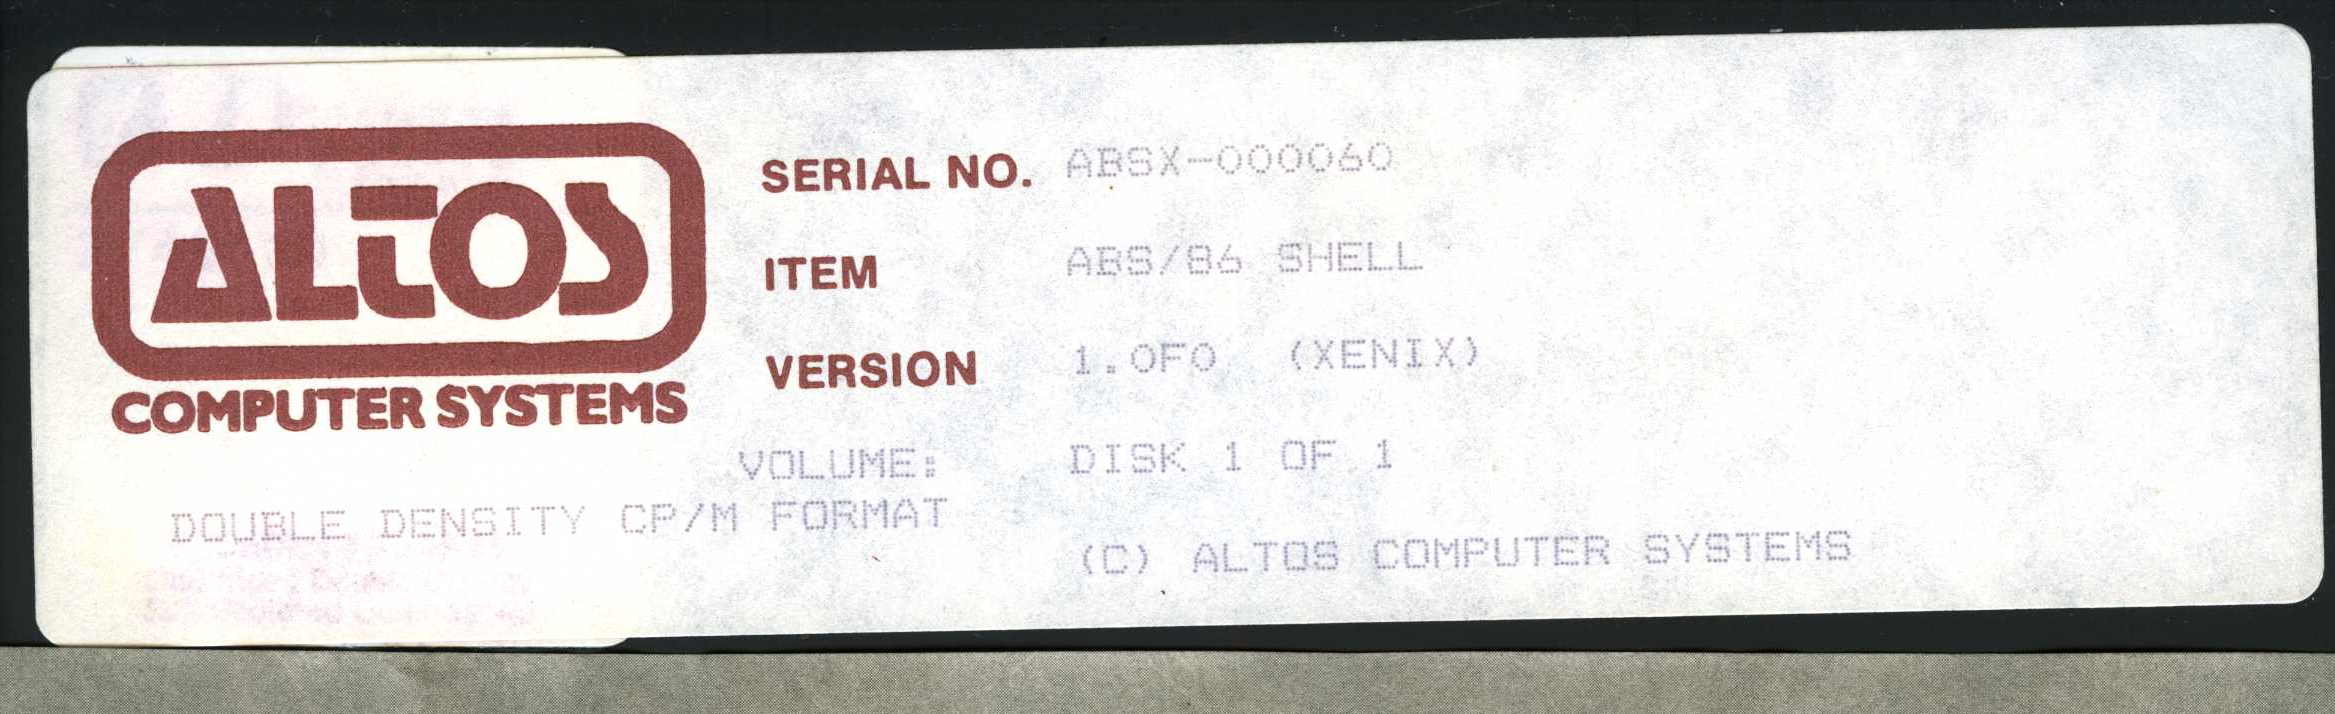 ALTOS
COMPUTER SYSTEMS
SERIAL NO. ABSX-000060
ITEM ABS/86 SHELL
VERSION 1.0F0 (XENIX)
VOLUME: DISK 1 OF 1
DOUBLE DENSITY CP/M FORMAT
(C) ALTOS COMPUTER SYSTEMS